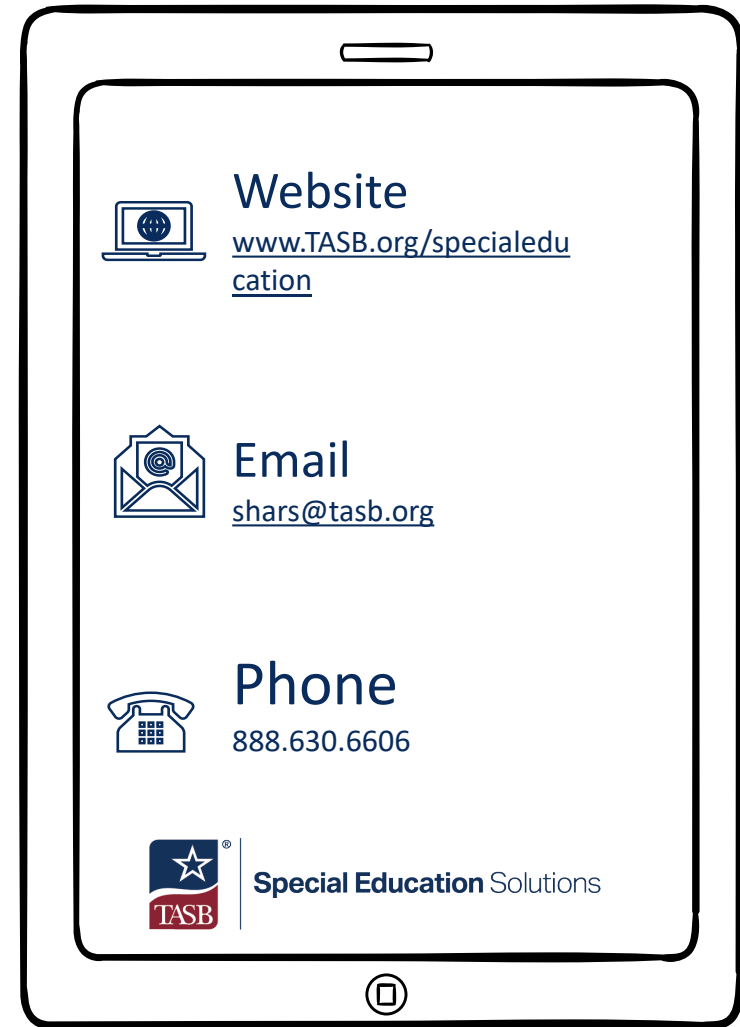 Website
www.TASB.org/specialedu
cation
Email
shars@tasb.org
Phone
888.630.6606
® 
TASB
Special Education Solutions